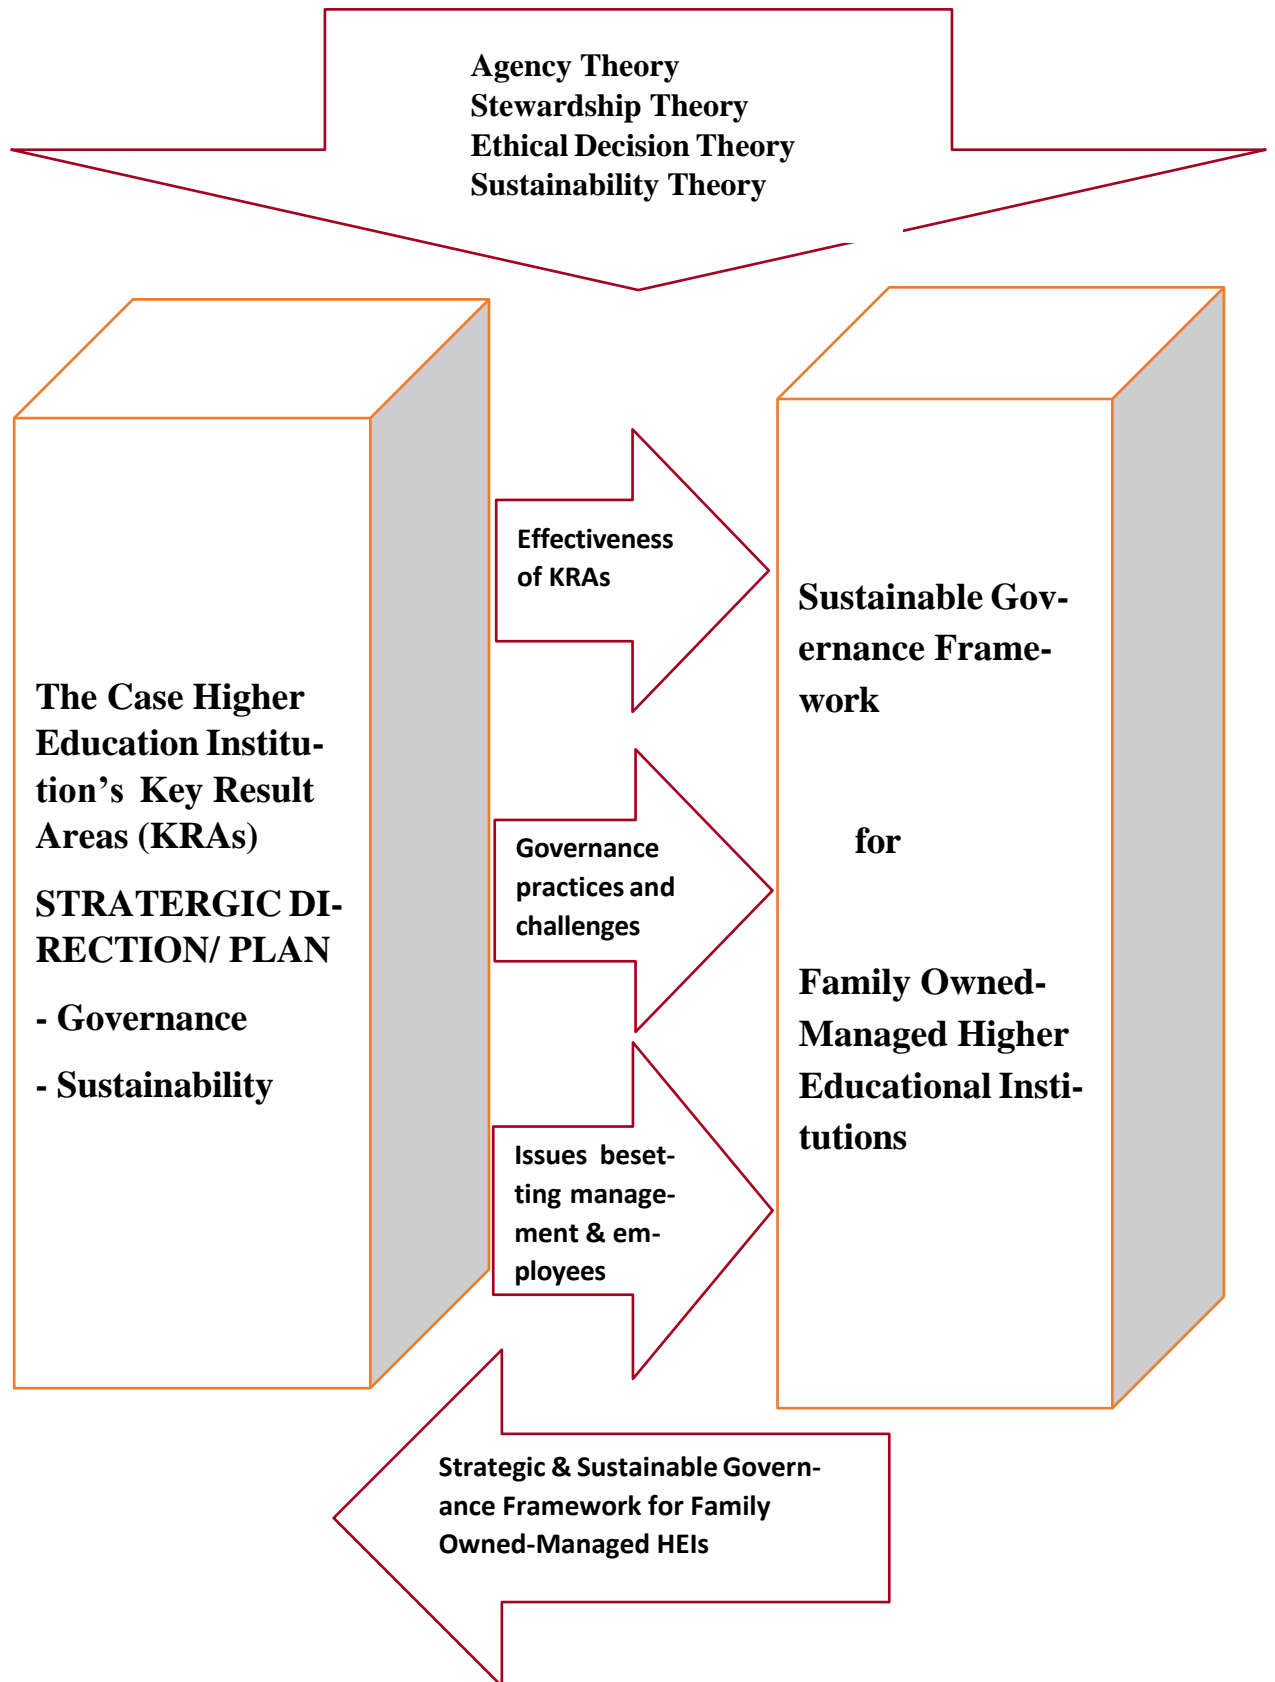 Agency Theory
Stewardship Theory
Ethical Decision Theory
Sustainability Theory
The Case Higher
Education Institu-
tion’s Key Result
Areas (KRAs)
STRATERGIC DI-
RECTION/ PLAN
- Governance
- Sustainability
Effectiveness
of KRAs
Governance
practices and
challenges
Issues beset-
ting manage-
ment & em-
ployees
Sustainable Gov-
ernance Frame-
work
for
Family Owned-
Managed Higher
Educational Insti-
tutions
Strategic & Sustainable Govern-
ance Framework for Family
Owned-Managed HEIs